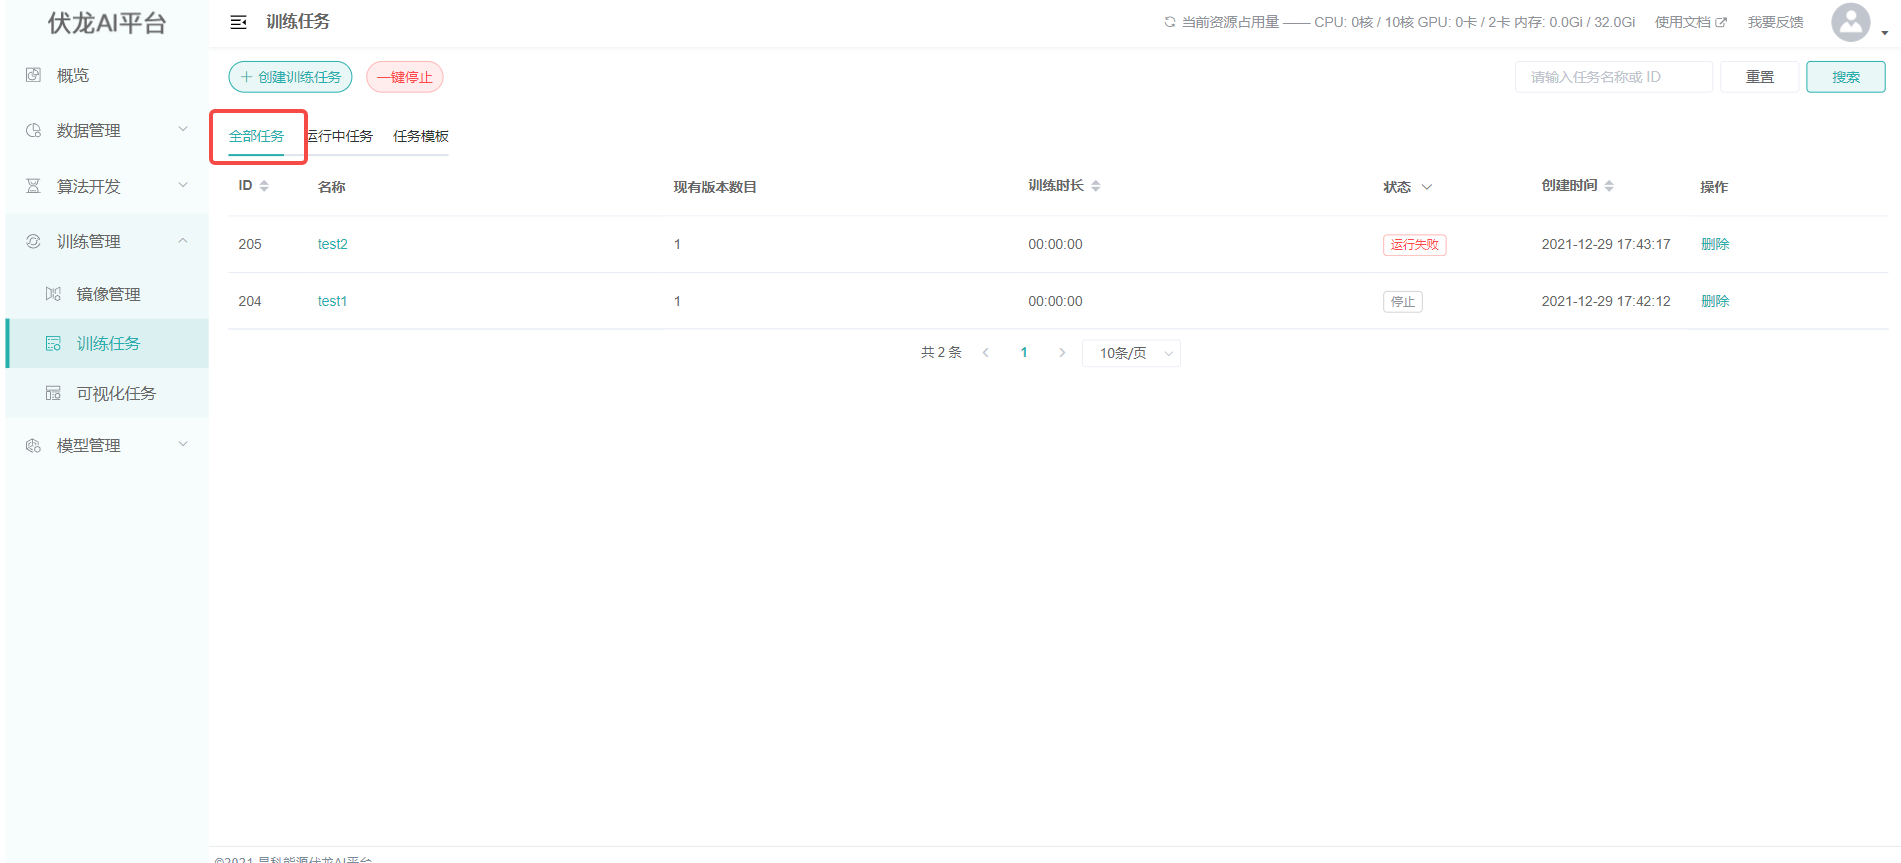 伏龙AI平台
训练任务
当前资源占用量 —— CPU: 0核 / 10核 GPU: 0卡 / 2卡 内存: 0.0Gi / 32.0Gi
使用文档
我要反馈
概览
数据管理
算法开发
训练管理
镜像管理
训练任务
可视化任务
模型管理
创建训练任务
一键停止
请输入任务名称或 ID
重置
搜索
全部任务 运行中任务 任务模板
ID 名称 现有版本数目 训练时长 状态 创建时间 操作
205 test2 1 00:00:00 运行失败 2021-12-29 17:43:17 删除
204 test1 1 00:00:00 停止 2021-12-29 17:42:12 删除
共 2 条 1 10条/页
©2021 昊科能源伏龙AI平台